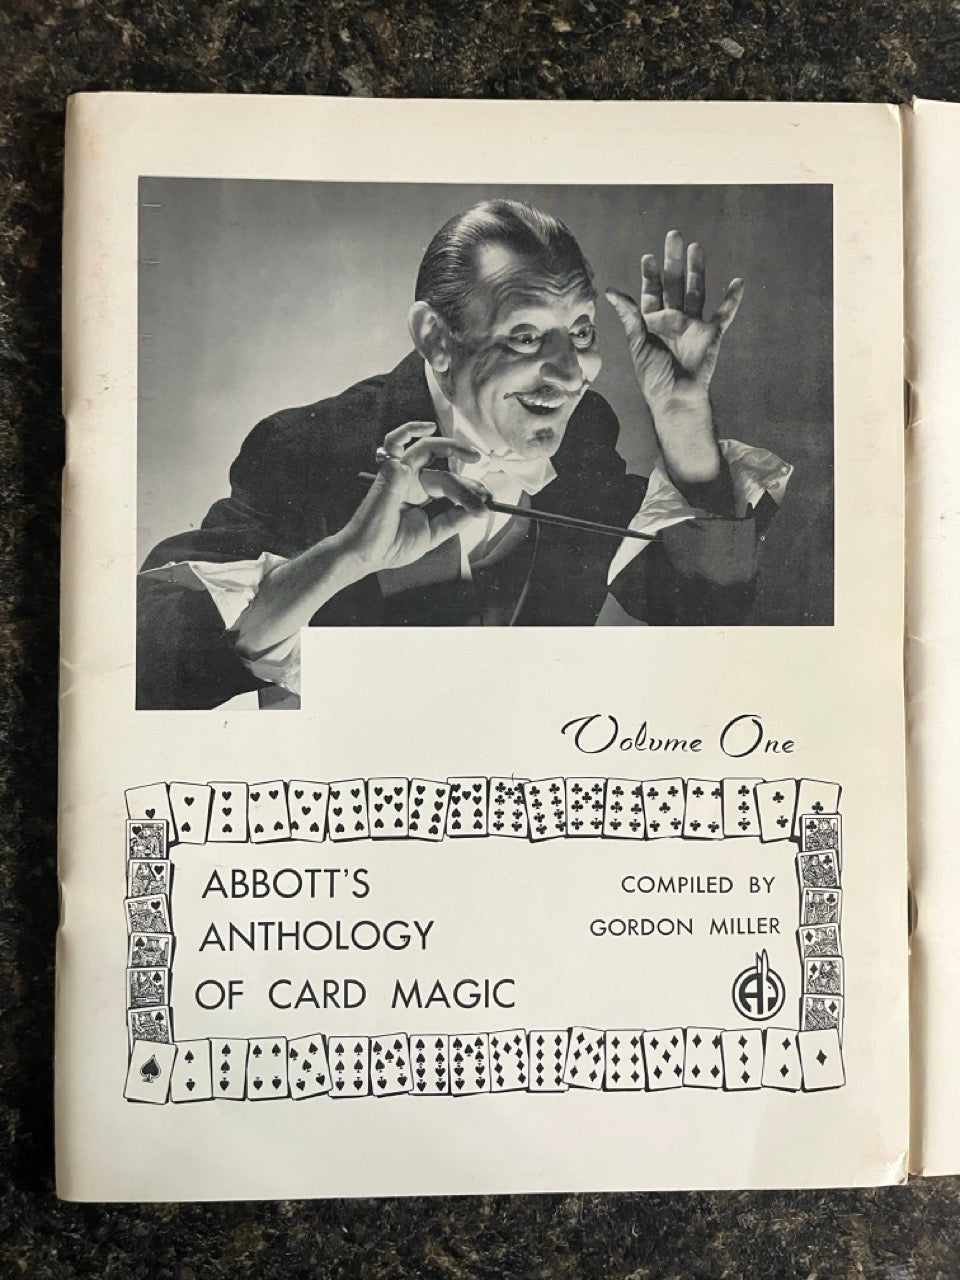 Volume One
ABBOTT'S
ANTHOLOGY
OF CARD MAGIC
COMPILED BY
GORDON MILLER
A